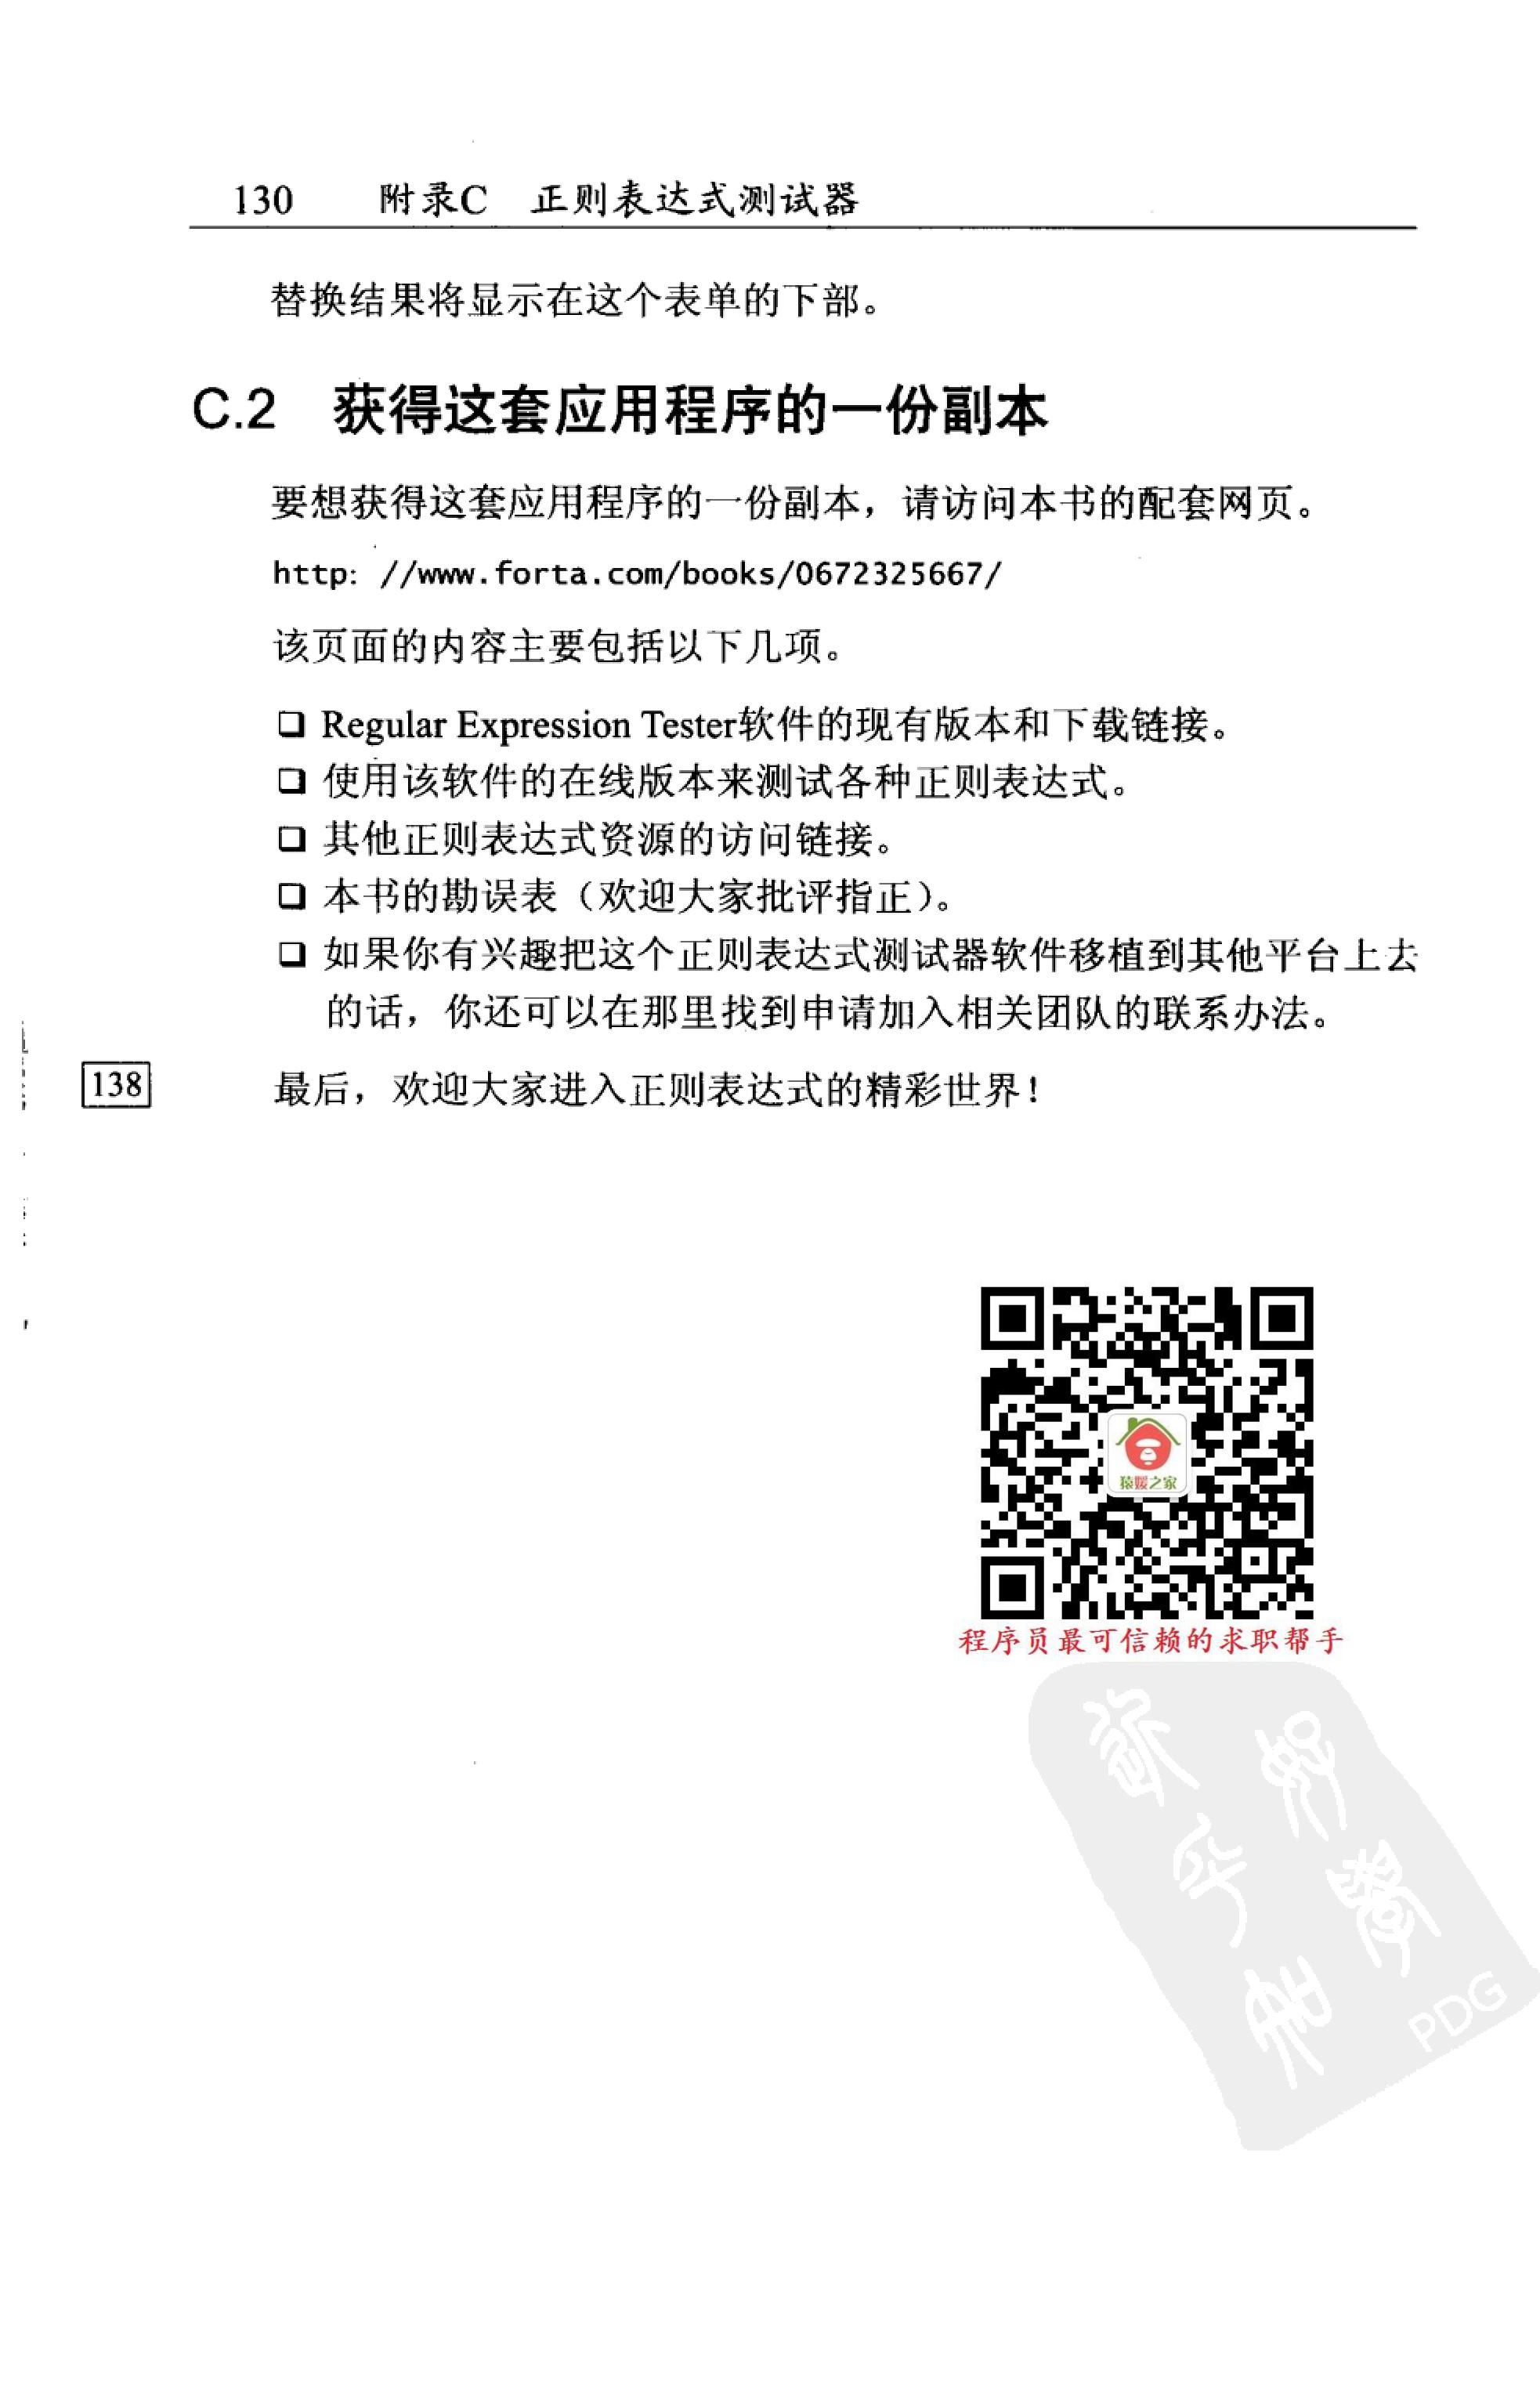 130 附录C 正则表达式测试器
替换结果将显示在这个表单的下部。
C.2 获得这套应用程序的一份副本
要想获得这套应用程序的一份副本，请访问本书的配套网页。
http: //www.forta.com/books/0672325667/
该页面的内容主要包括以下几项。
❑ Regular Expression Tester软件的现有版本和下载链接。
❑ 使用该软件的在线版本来测试各种正则表达式。
❑ 其他正则表达式资源的访问链接。
❑ 本书的勘误表（欢迎大家批评指正）。
❑ 如果你有兴趣把这个正则表达式测试器软件移植到其他平台上去
的话，你还可以在那里找到申请加入相关团队的联系办法。
138 最后，欢迎大家进入正则表达式的精彩世界！
猿媛之家
程序员最可信赖的求职帮手
PDG